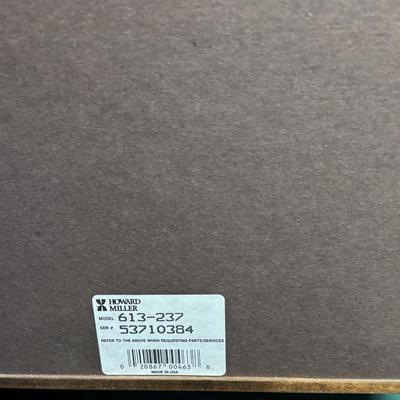 HOWARD
MILLER
MODEL 613-237
SER # 53710384
REFER TO THE ABOVE WHEN REQUESTING PARTS/SERVICES
0 20867 00463 8
MADE IN USA